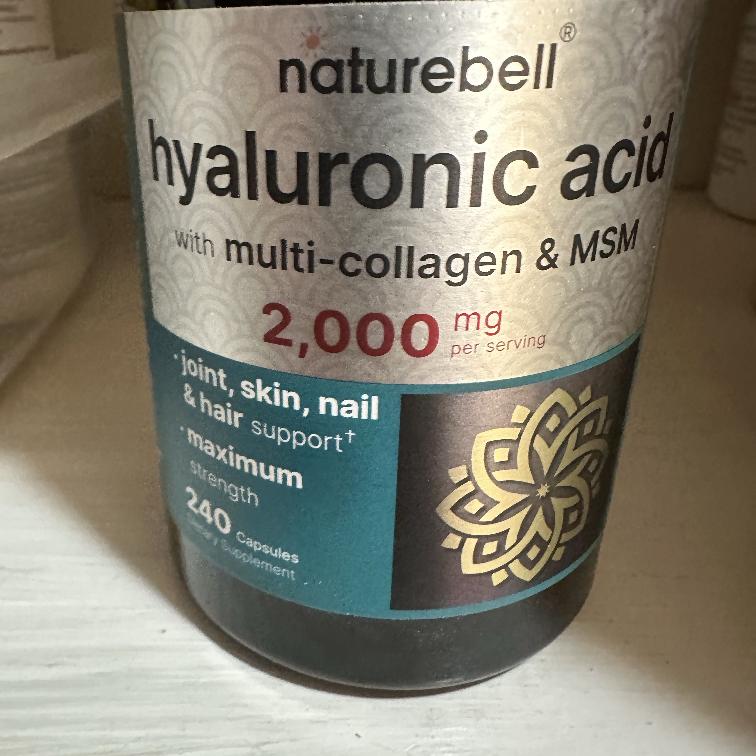 naturebell®
hyaluronic acid
with multi-collagen & MSM
2,000 mg
per serving
· joint, skin, nail
& hair support†
· maximum
strength
240 Capsules
Dietary Supplement